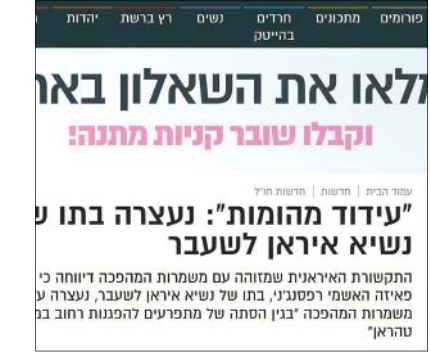 פורומים מתכונים חרדים בהייטק נשים רץ ברשת יהדות
את השאלון
וקבלו שובר קניות מתנה!
עמוד הבית | חדשות | חדשות חו"ל
"עידוד מהומות": נעצרה בתו
נשיא איראן לשעבר
התקשורת האיראנית שמזוהה עם משמרות המהפכה דיווחה כי
פאיזה האשמי רפסנג'ני, בתו של נשיא איראן לשעבר, נעצרה
משמרות המהפכה "בגין הסתה של מתפרעים להפגנות רחוב
טהראן"